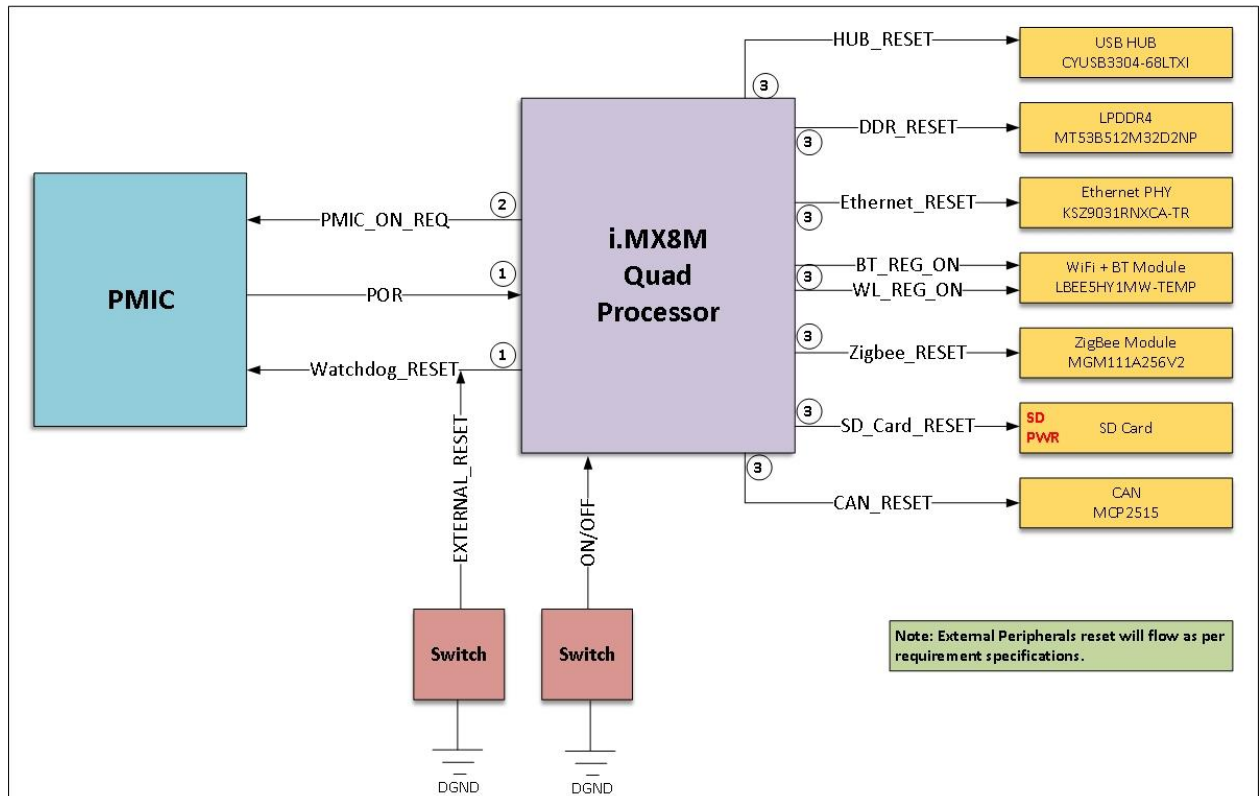 HUB_RESET
USB HUB
CYUSB3304-68LTXI
3
DDR_RESET
LPDDR4
MT53B512M32D2NP
3
Ethernet_RESET
Ethernet PHY
KSZ9031RNXCA-TR
3
BT_REG_ON
WL_REG_ON
WiFi + BT Module
LBEE5HY1MW-TEMP
3
Zigbee_RESET
ZigBee Module
MGM111A256V2
3
SD_Card_RESET
SD
PWR
SD Card
3
CAN_RESET
CAN
MCP2515
3
i.MX8M
Quad
Processor
PMIC
PMIC_ON_REQ
2
POR
1
Watchdog_RESET
1
EXTERNAL_RESET
ON/OFF
Switch
Switch
DGND
DGND
Note: External Peripherals reset will flow as per
requirement specifications.